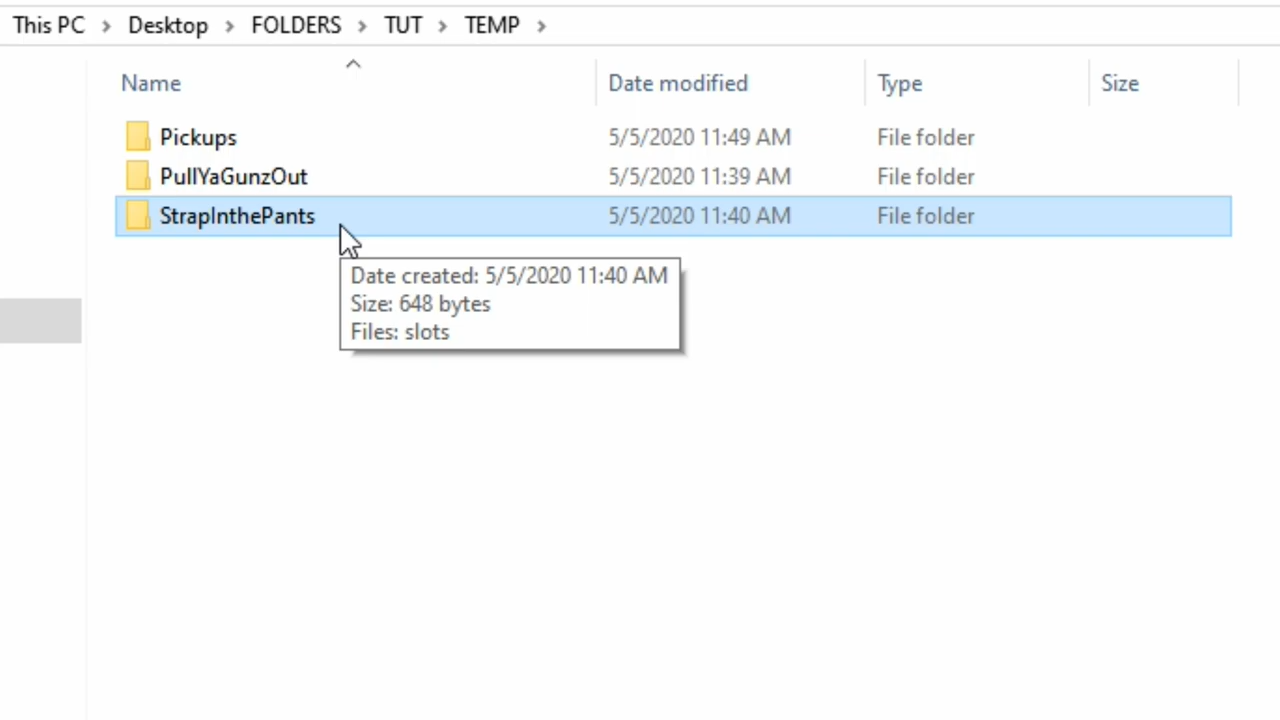 This PC > Desktop > FOLDERS > TUT > TEMP >
Name Date modified Type Size
Pickups 5/5/2020 11:49 AM File folder
PullYaGunzOut 5/5/2020 11:39 AM File folder
StrapInthePants 5/5/2020 11:40 AM File folder
Date created: 5/5/2020 11:40 AM
Size: 648 bytes
Files: slots